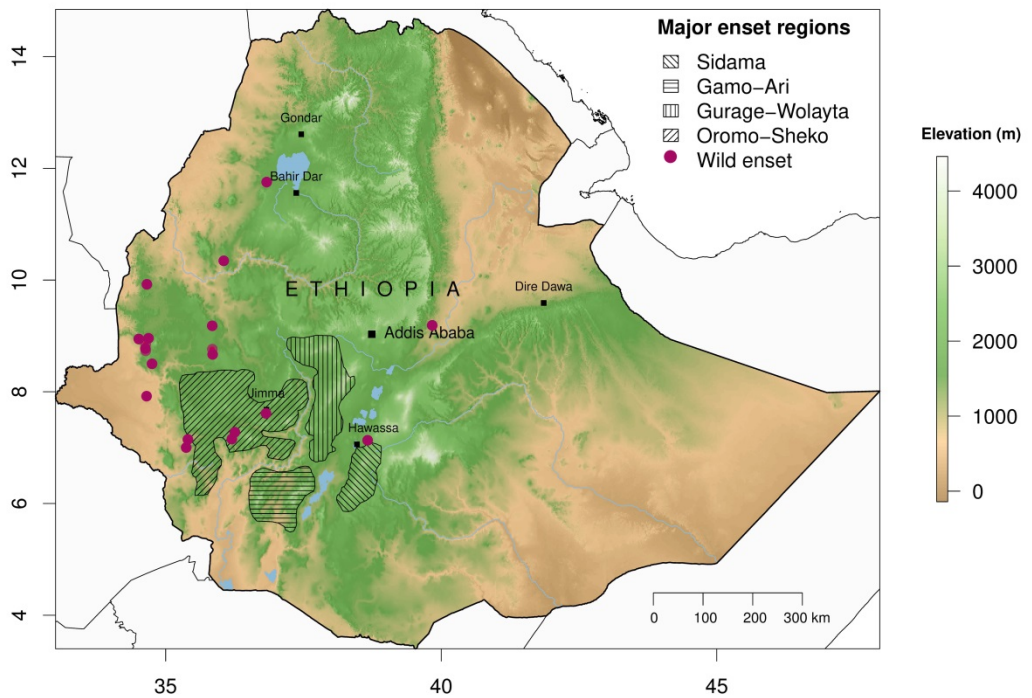 Major enset regions
Sidama
Gamo–Ari
Gurage–Wolayta
Oromo–Sheko
Wild enset
Elevation (m)
4000
3000
2000
1000
0
14
12
10
8
6
4
Gondar
Bahir Dar
ETHIOPIA
Dire Dawa
Addis Ababa
Jimma
Hawassa
0 100 200 300 km
35 40 45